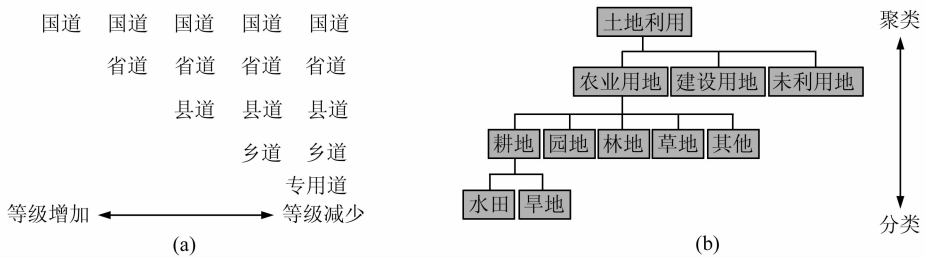 国道 国道 国道 国道 国道
省道 省道 省道 省道
县道 县道 县道
乡道 乡道
专用道
等级增加 等级减少
(a)
土地利用
农业用地 建设用地 未利用地
耕地 园地 林地 草地 其他
水田 旱地
聚类
分类
(b)